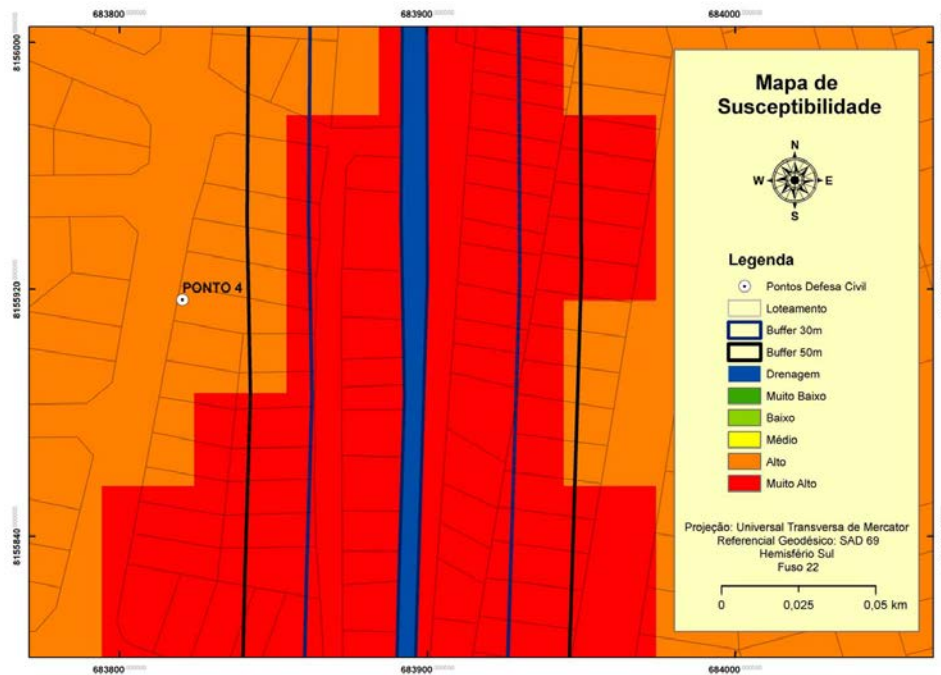 683800
683900
684000
8156000
8155920
8155840
PONTO 4
Mapa de
Susceptibilidade
N
W
E
S
Legenda
Pontos Defesa Civil
Loteamento
Buffer 30m
Buffer 50m
Drenagem
Muito Baixo
Baixo
Médio
Alto
Muito Alto
Projeção: Universal Transversa de Mercator
Referencial Geodésico: SAD 69
Hemisfério Sul
Fuso 22
0 0,025 0,05 km
683800
683900
684000